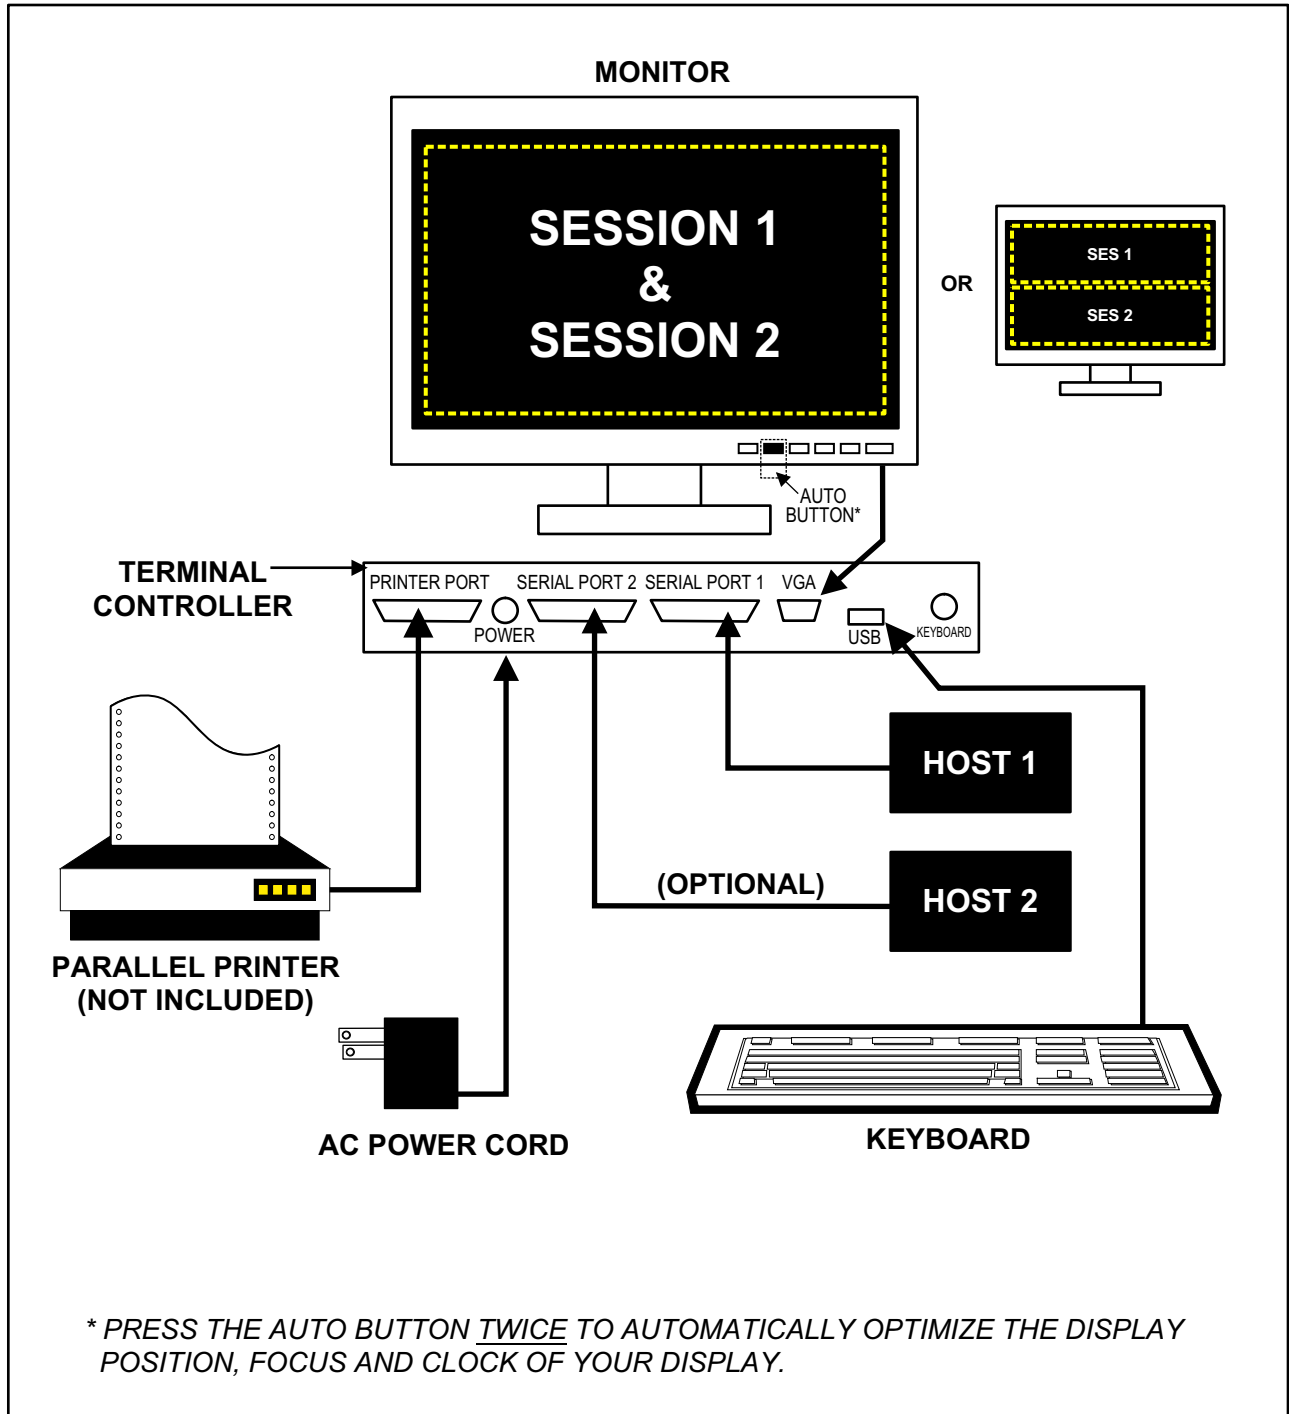 MONITOR
SESSION 1
&
SESSION 2
OR
SES 1
SES 2
AUTO
BUTTON*
TERMINAL
CONTROLLER
PRINTER PORT
POWER
SERIAL PORT 2
SERIAL PORT 1
VGA
USB
KEYBOARD
HOST 1
(OPTIONAL)
HOST 2
PARALLEL PRINTER
(NOT INCLUDED)
AC POWER CORD
KEYBOARD
* PRESS THE AUTO BUTTON TWICE TO AUTOMATICALLY OPTIMIZE THE DISPLAY
POSITION, FOCUS AND CLOCK OF YOUR DISPLAY.